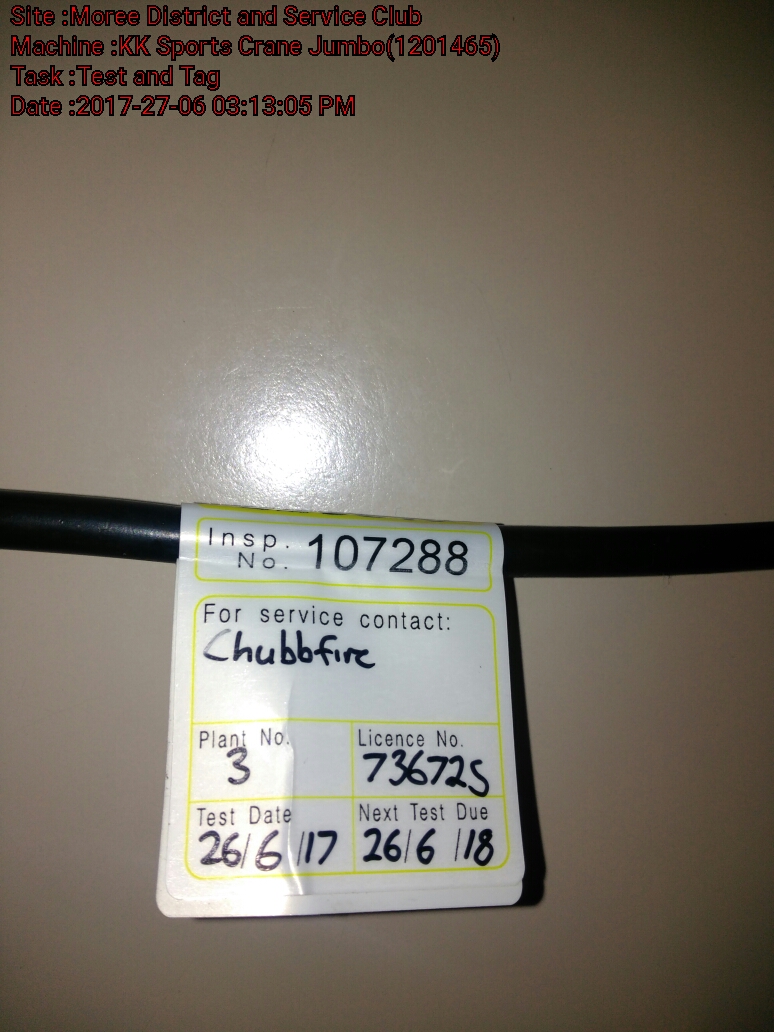 Site :Moree District and Service Club
Machine :KK Sports Crane Jumbo(1201465)
Task :Test and Tag
Date :2017-27-06 03:13:05 PM
Insp. No. 107288
For service contact:
Chubbfire
Plant No. Licence No.
3 73672S
Test Date Next Test Due
26/6/17 26/6/18